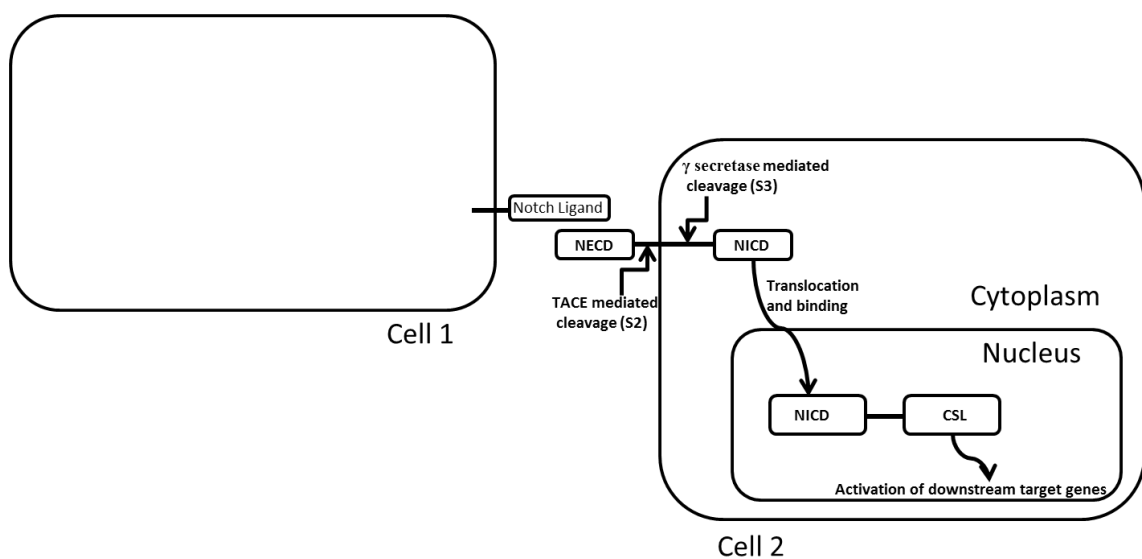 γ secretase mediated
cleavage (S3)
Notch Ligand
NECD
NICD
TACE mediated
cleavage (S2)
Translocation
and binding
Cytoplasm
Cell 1
Nucleus
NICD
CSL
Activation of downstream target genes
Cell 2